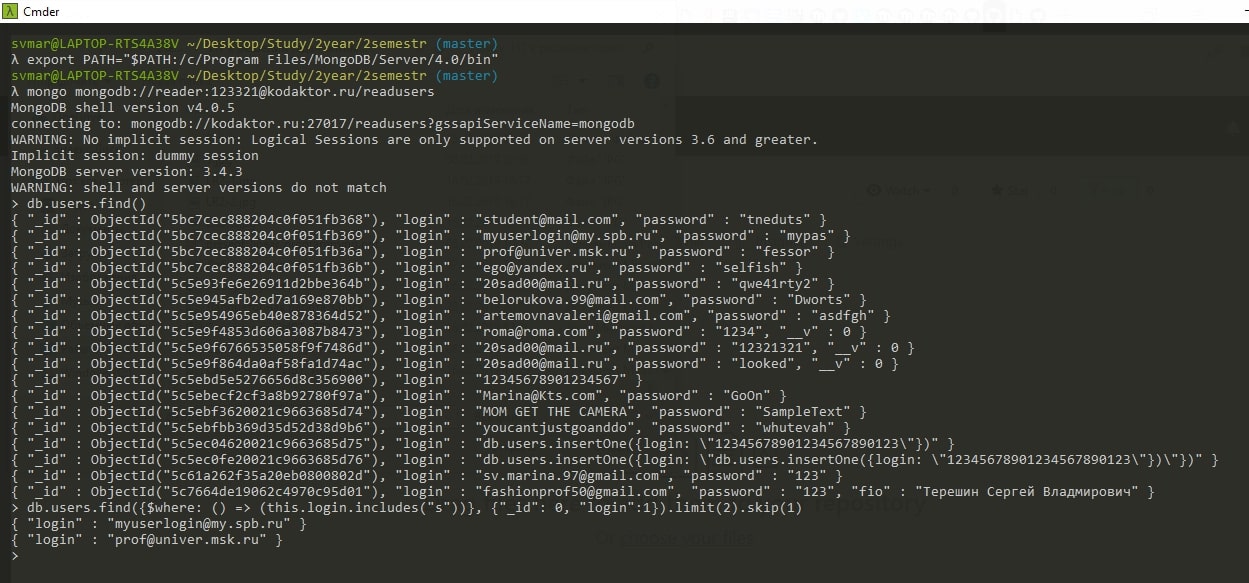 Cmder
svmar@LAPTOP-RTS4A38V ~/Desktop/Study/2year/2semestr (master)
λ export PATH="$PATH:/c/Program Files/MongoDB/Server/4.0/bin"
svmar@LAPTOP-RTS4A38V ~/Desktop/Study/2year/2semestr (master)
λ mongo mongodb://reader:123321@kodaktor.ru/readusers
MongoDB shell version v4.0.5
connecting to: mongodb://kodaktor.ru:27017/readusers?gssapiServiceName=mongodb
WARNING: No implicit session: Logical Sessions are only supported on server versions 3.6 and greater.
Implicit session: dummy session
MongoDB server version: 3.4.3
WARNING: shell and server versions do not match
> db.users.find()
{ "_id" : ObjectId("5bc7cec888204c0f051fb368"), "login" : "student@mail.com", "password" : "tneduts" }
{ "_id" : ObjectId("5bc7cec888204c0f051fb369"), "login" : "myuserlogin@my.spb.ru", "password" : "mypas" }
{ "_id" : ObjectId("5bc7cec888204c0f051fb36a"), "login" : "prof@univer.msk.ru", "password" : "fessor" }
{ "_id" : ObjectId("5bc7cec888204c0f051fb36b"), "login" : "ego@yandex.ru", "password" : "selfish" }
{ "_id" : ObjectId("5c5e93fe6e26911d2bbe364b"), "login" : "20sad00@mail.ru", "password" : "qwe41rty2" }
{ "_id" : ObjectId("5c5e945afb2ed7a169e870bb"), "login" : "belorukova.99@mail.com", "password" : "Dworts" }
{ "_id" : ObjectId("5c5e954965eb40e878364d52"), "login" : "artemovnavaleri@gmail.com", "password" : "asdfgh" }
{ "_id" : ObjectId("5c5e9f4853d606a3087b8473"), "login" : "roma@roma.com", "password" : "1234", "__v" : 0 }
{ "_id" : ObjectId("5c5e9f6766535058f9f7486d"), "login" : "20sad00@mail.ru", "password" : "12321321", "__v" : 0 }
{ "_id" : ObjectId("5c5e9f864da0af58fa1d74ac"), "login" : "20sad00@mail.ru", "password" : "looked", "__v" : 0 }
{ "_id" : ObjectId("5c5ebd5e5276656d8c356900"), "login" : "12345678901234567" }
{ "_id" : ObjectId("5c5ebecf2cf3a8b92780f97a"), "login" : "Marina@Kts.com", "password" : "GoOn" }
{ "_id" : ObjectId("5c5ebf3620021c9663685d74"), "login" : "MOM GET THE CAMERA", "password" : "SampleText" }
{ "_id" : ObjectId("5c5ebfbb369d35d52d38d9b6"), "login" : "youcantjustgoanddo", "password" : "whutevah" }
{ "_id" : ObjectId("5c5ec04620021c9663685d75"), "login" : "db.users.insertOne({login: \"12345678901234567890123\"})" }
{ "_id" : ObjectId("5c5ec0fe20021c9663685d76"), "login" : "db.users.insertOne({login: \"db.users.insertOne({login: \"12345678901234567890123\"})\"})" }
{ "_id" : ObjectId("5c61a262f35a20eb0800802d"), "login" : "sv.marina.97@gmail.com", "password" : "123" }
{ "_id" : ObjectId("5c7664de19062c4970c95d01"), "login" : "fashionprof50@gmail.com", "password" : "123", "fio" : "Терешин Сергей Владмирович" }
> db.users.find({$where: () => (this.login.includes("s"))}, {"_id": 0, "login":1}).limit(2).skip(1)
{ "login" : "myuserlogin@my.spb.ru" }
{ "login" : "prof@univer.msk.ru" }
>
Or choose your files